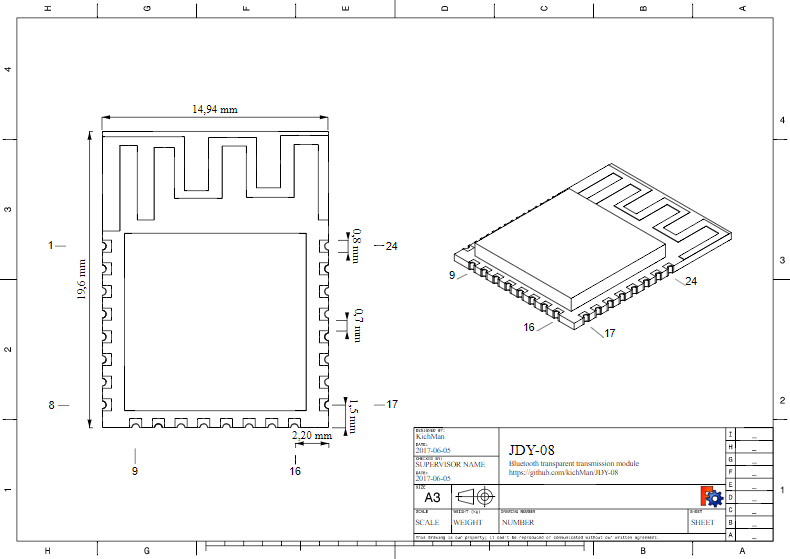 H G F E D C B A
14,94 mm
4
4
3
1
0,8 mm
24
19,6 mm
3
9
24
0,7 mm
16
17
2
8
1,5 mm
17
2
2,20 mm
9
16
DESIGNED BY:
KichMan
DATE:
2017-06-05
CHECKED BY:
SUPERVISOR NAME
DATE:
2017-06-05
JDY-08
Bluetooth transparent transmission module
https://github.com/kichMan/JDY-08
I _
H _
G _
F _
E _
D _
C _
B _
A _
SIZE
A3
1
1
SCALE
SCALE
WEIGHT (kg)
WEIGHT
DRAWING NUMBER
NUMBER
SHEET
SHEET
This drawing is our property; it can't be reproduced or communicated without our written agreement.
H G B A